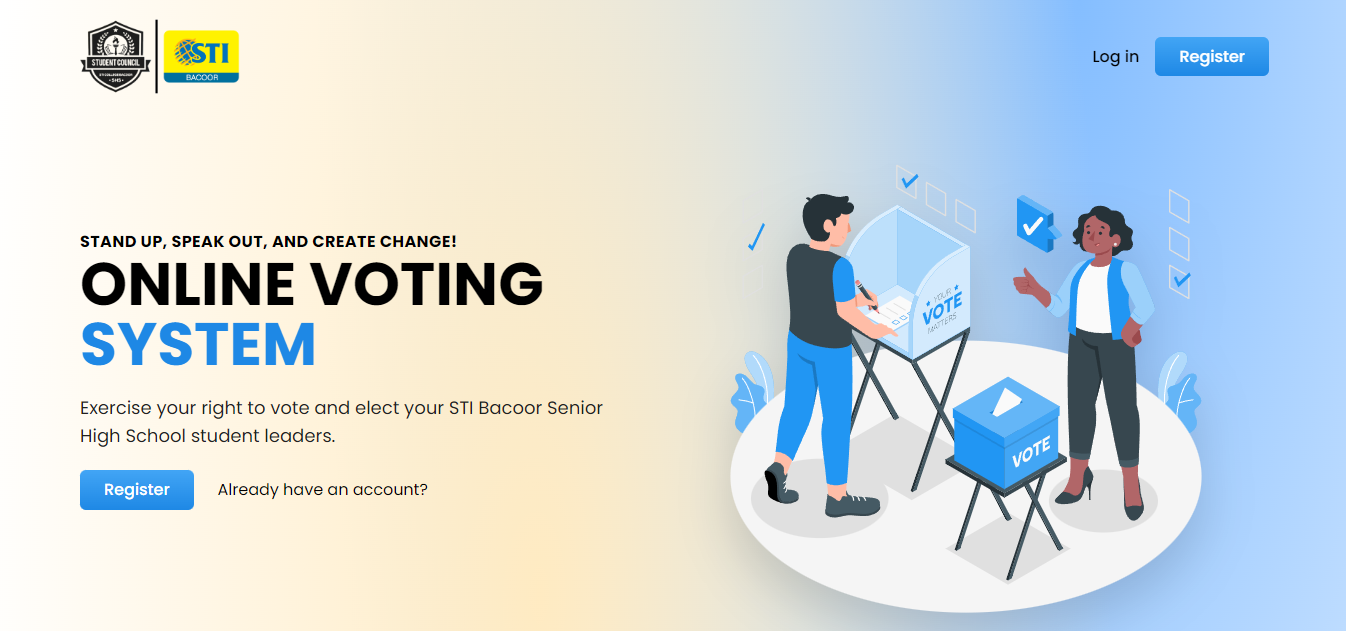 STUDENT COUNCIL
STI
BACOOR
Log in
Register
STAND UP, SPEAK OUT, AND CREATE CHANGE!
ONLINE VOTING
SYSTEM
Exercise your right to vote and elect your STI Bacoor Senior
High School student leaders.
Register
Already have an account?
YOUR
VOTE
MATTERS
VOTE